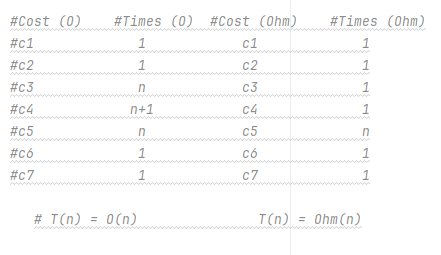 #Cost (O) #Times (O) #Cost (Ohm) #Times (Ohm)
#c1 1 c1 1
#c2 1 c2 1
#c3 n c3 1
#c4 n+1 c4 1
#c5 n c5 n
#c6 1 c6 1
#c7 1 c7 1
# T(n) = O(n) T(n) = Ohm(n)